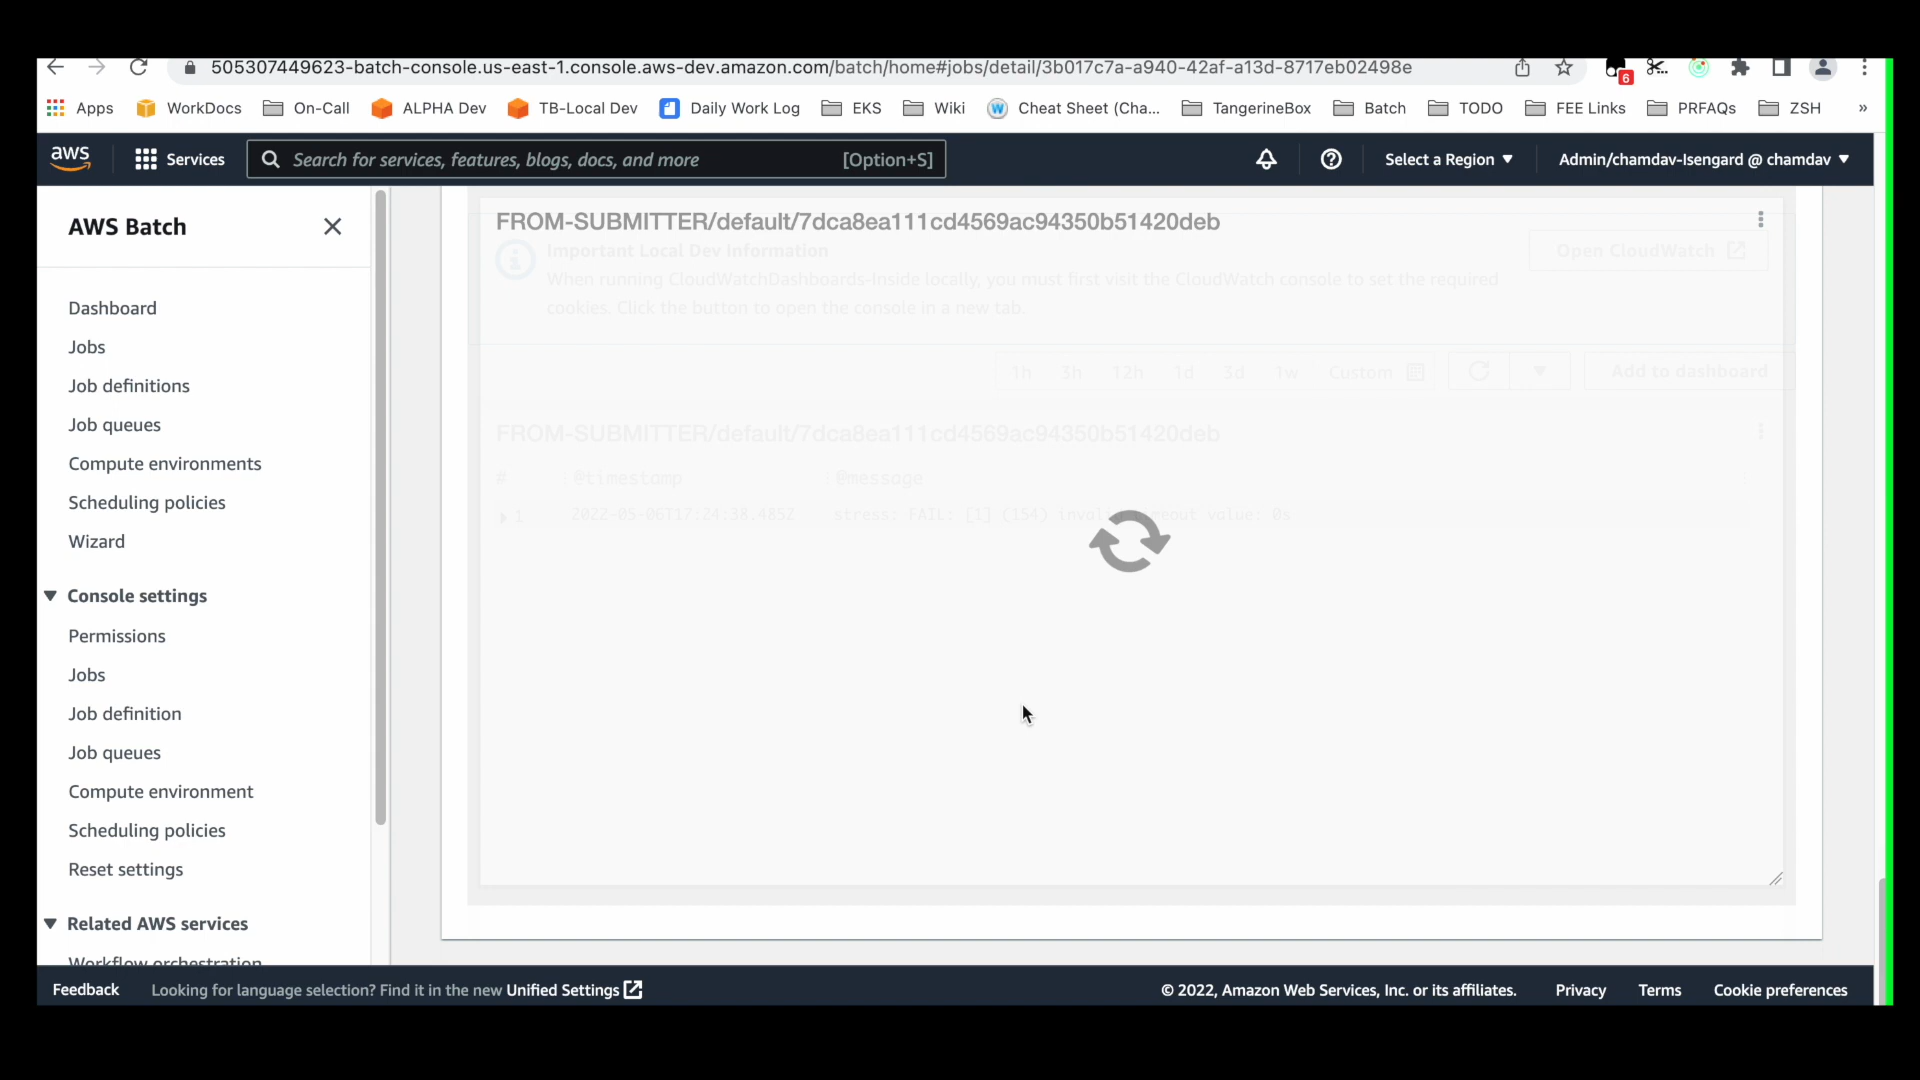 505307449623-batch-console.us-east-1.console.aws-dev.amazon.com/batch/home#jobs/detail/3b017c7a-a940-42af-a13d-8717eb02498e
6
Apps WorkDocs On-Call ALPHA Dev TB-Local Dev Daily Work Log EKS Wiki Cheat Sheet (Cha... TangerineBox Batch TODO FEE Links PRFAQs ZSH »
aws Services Search for services, features, blogs, docs, and more [Option+S] Select a Region Admin/chamdav-Isengard @ chamdav
AWS Batch
Dashboard
Jobs
Job definitions
Job queues
Compute environments
Scheduling policies
Wizard
Console settings
Permissions
Jobs
Job definition
Job queues
Compute environment
Scheduling policies
Reset settings
Related AWS services
Workflow orchestration
FROM-SUBMITTER/default/7dca8ea111cd4569ac94350b51420deb
Important Local Dev Information
Open CloudWatch
When running CloudWatchDashboards-Inside locally, you must first visit the CloudWatch console to set the required
cookies. Click the button to open the console in a new tab.
1h 3h 12h 1d 3d 1w Custom Add to dashboard
FROM-SUBMITTER/default/7dca8ea111cd4569ac94350b51420deb
# @timestamp @message
1 2022-05-06T17:24:38.485Z stress: FAIL: [1] (154) invalid timeout value: 0s
Feedback Looking for language selection? Find it in the new Unified Settings © 2022, Amazon Web Services, Inc. or its affiliates. Privacy Terms Cookie preferences